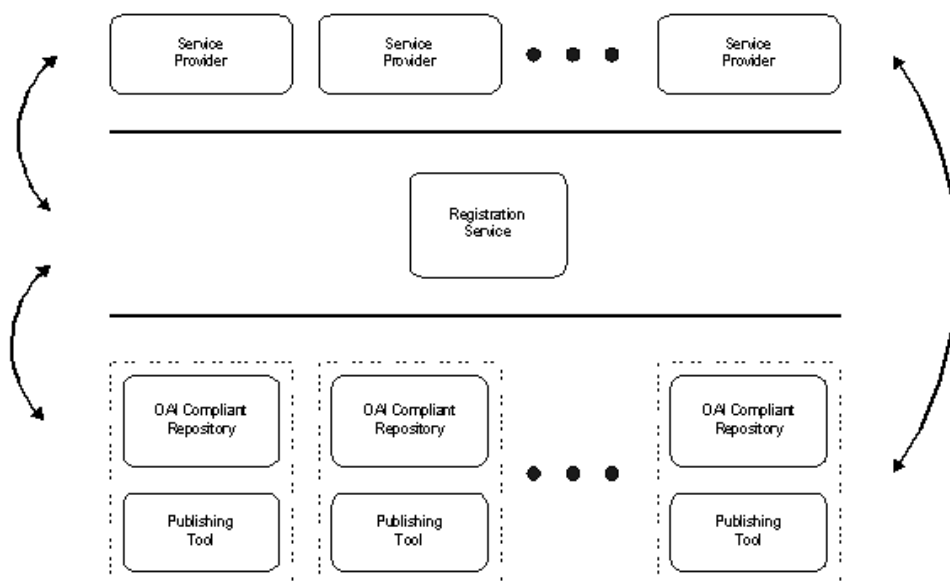 Service
Provider
Service
Provider
Service
Provider
Registration
Service
OAI Compliant
Repository
OAI Compliant
Repository
OAI Compliant
Repository
Publishing
Tool
Publishing
Tool
Publishing
Tool